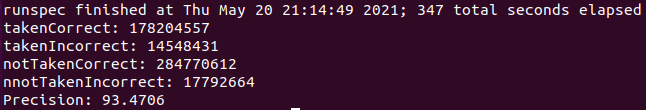 runspec finished at Thu May 20 21:14:49 2021; 347 total seconds elapsed
takenCorrect: 178204557
takenIncorrect: 14548431
notTakenCorrect: 284770612
nnotTakenIncorrect: 17792664
Precision: 93.4706